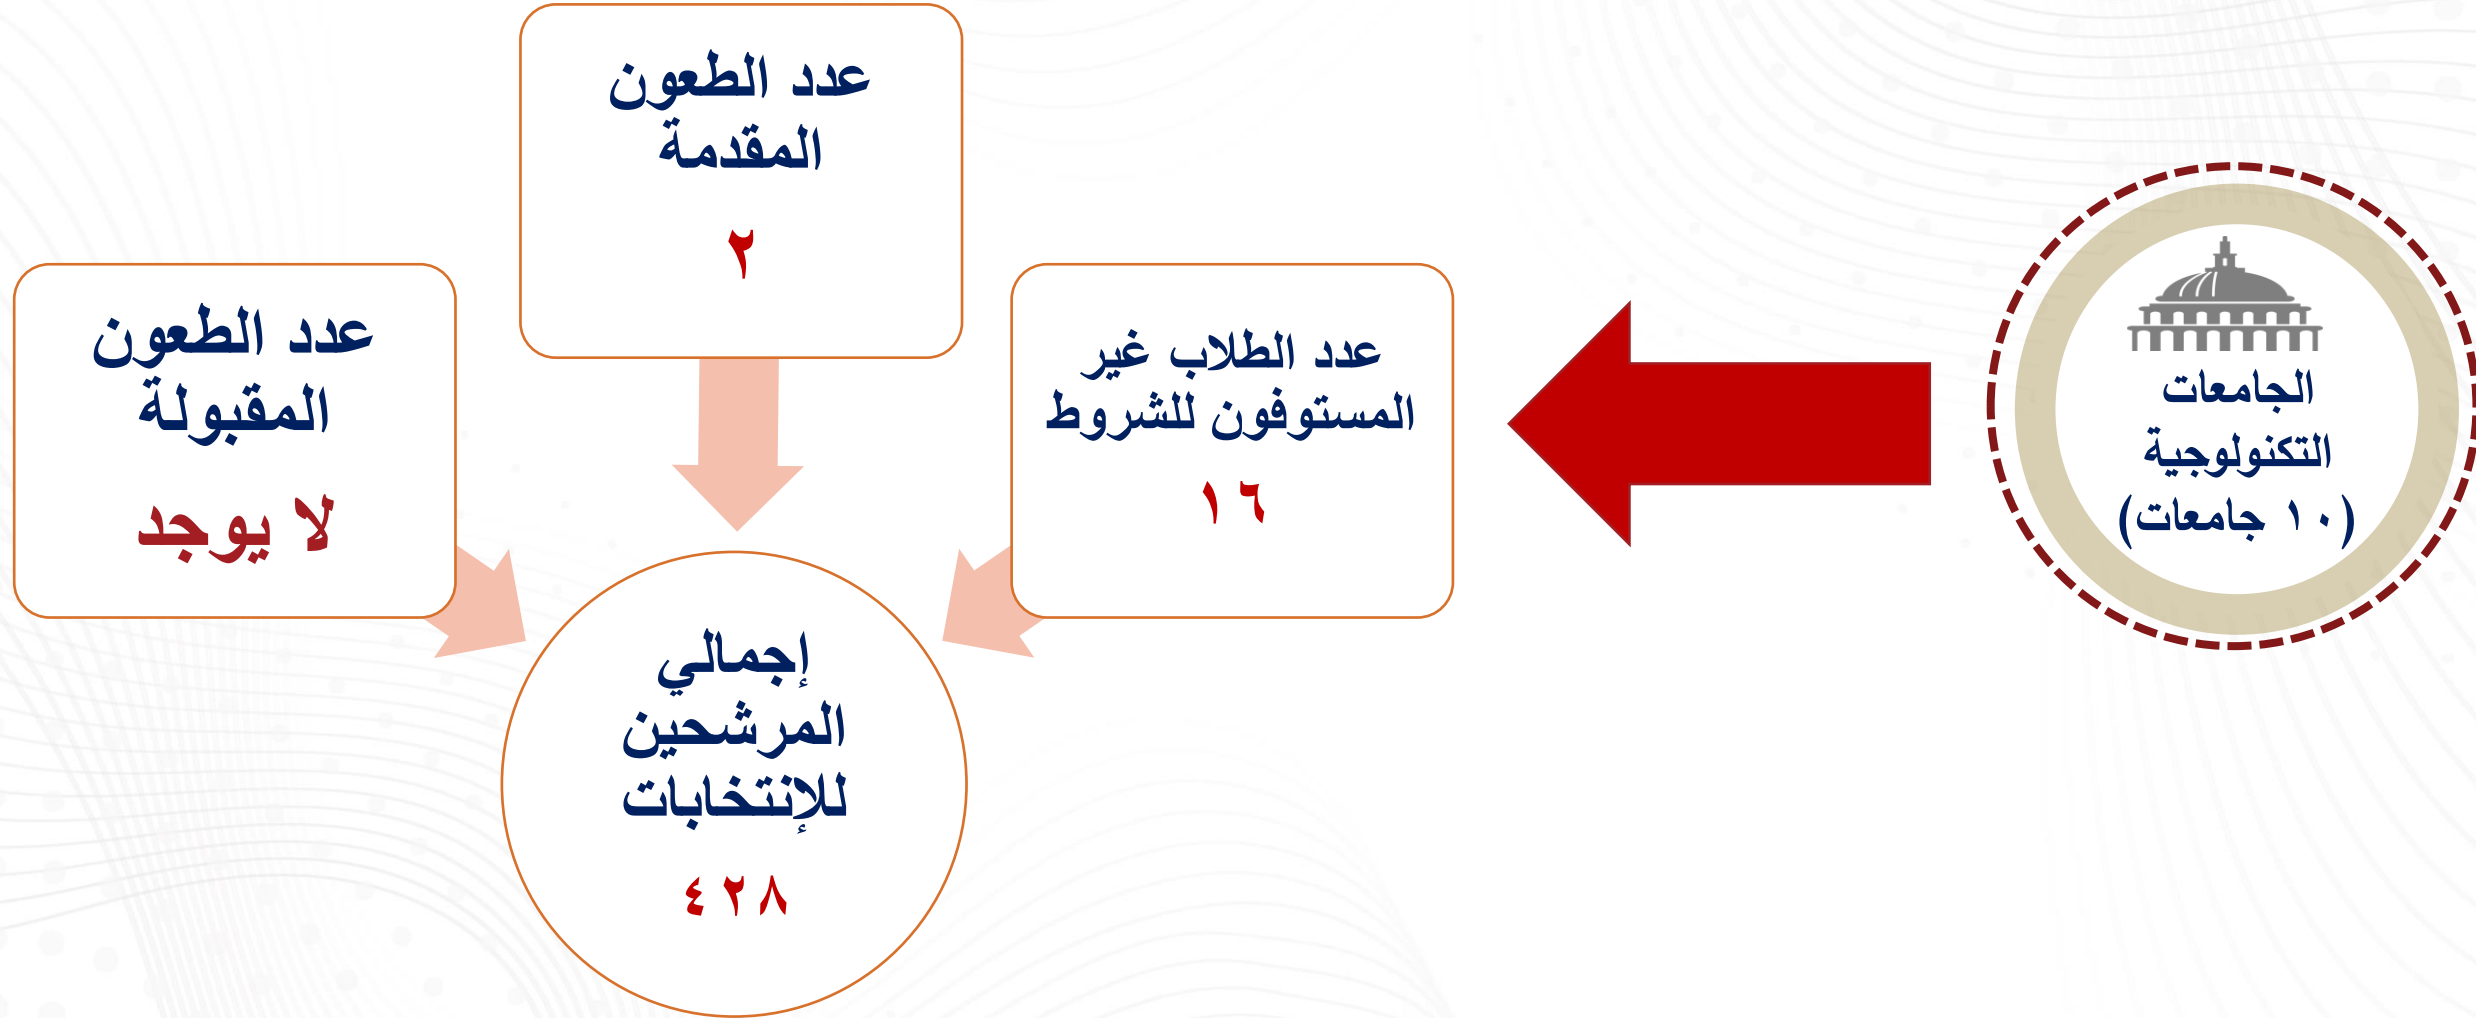 الجامعات
التكنولوجية
(١٠ جامعات)
عدد الطلاب غير
المستوفون للشروط
١٦
عدد الطعون
المقدمة
٢
عدد الطعون
المقبولة
لا يوجد
إجمالي
المرشحين
للإنتخابات
٤٢٨